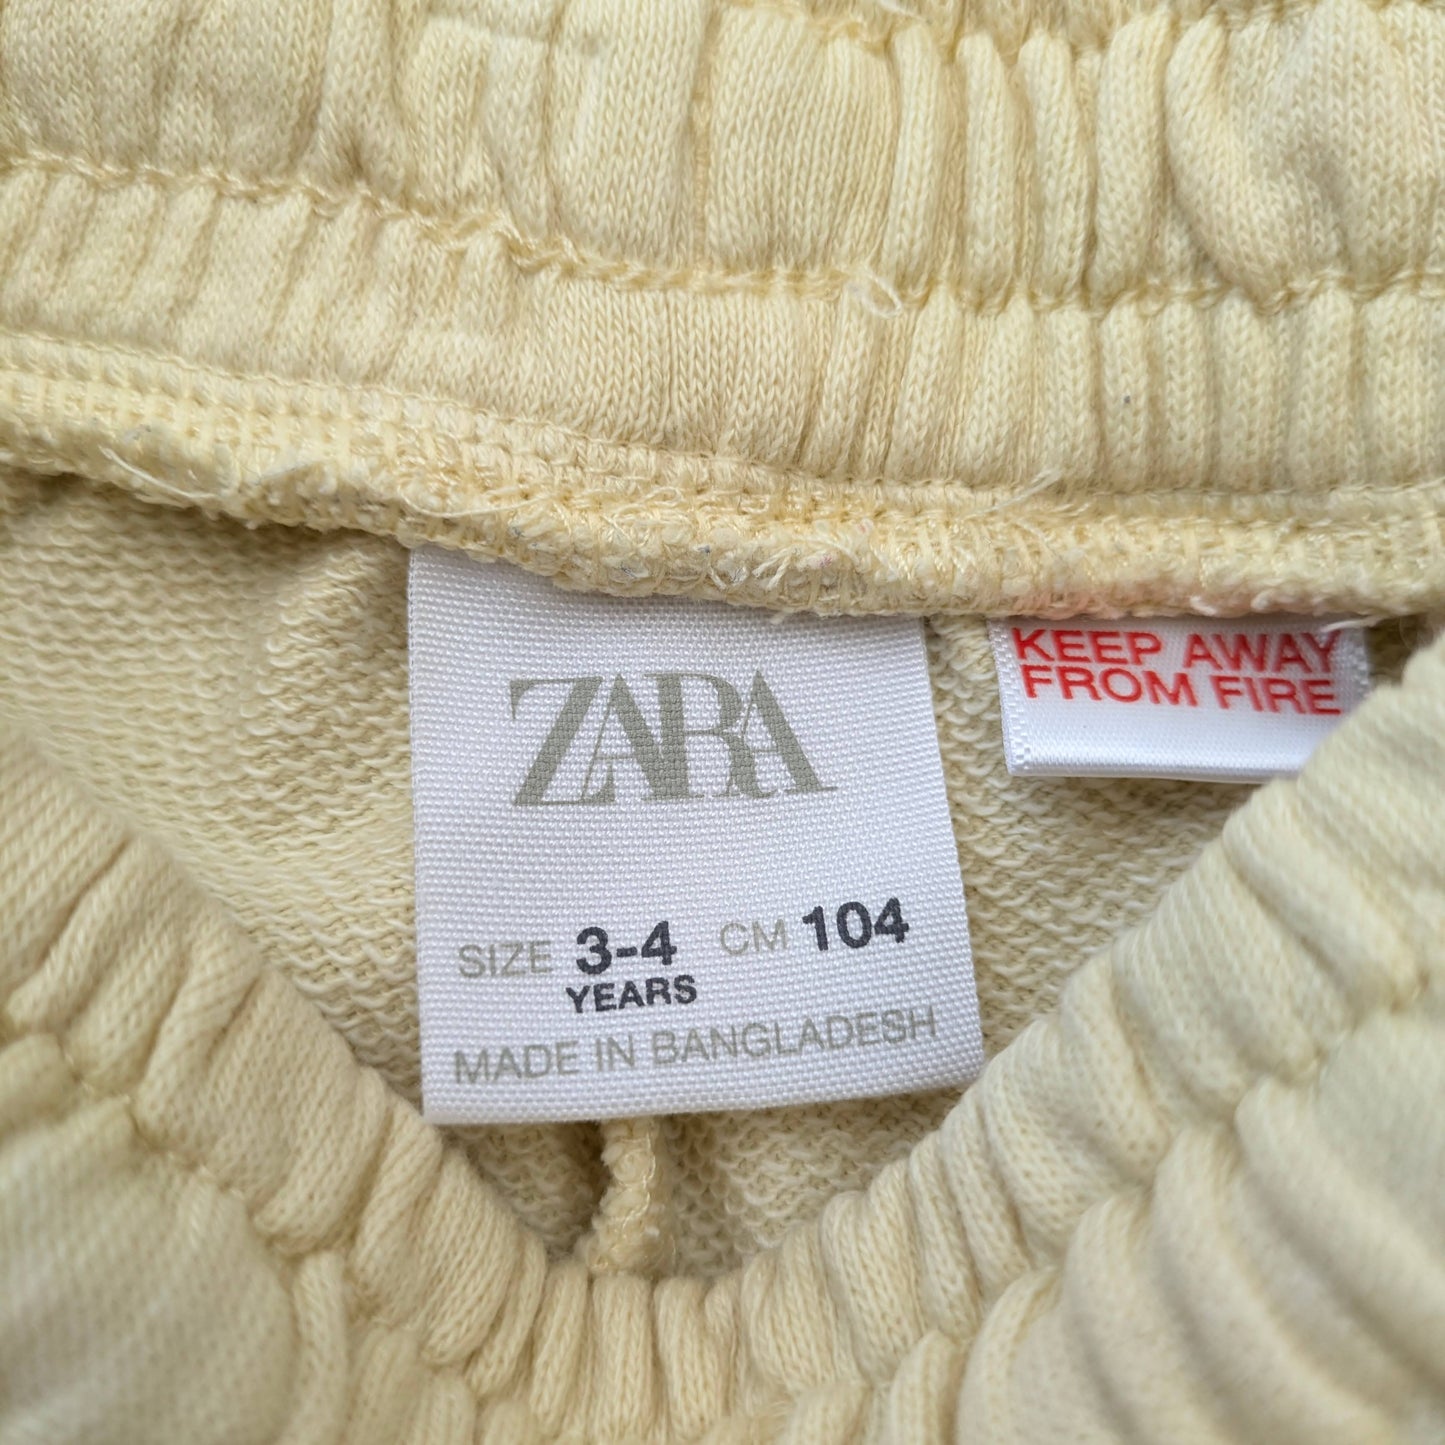 ZARA
SIZE 3-4 CM 104
YEARS
MADE IN BANGLADESH
KEEP AWAY
FROM FIRE